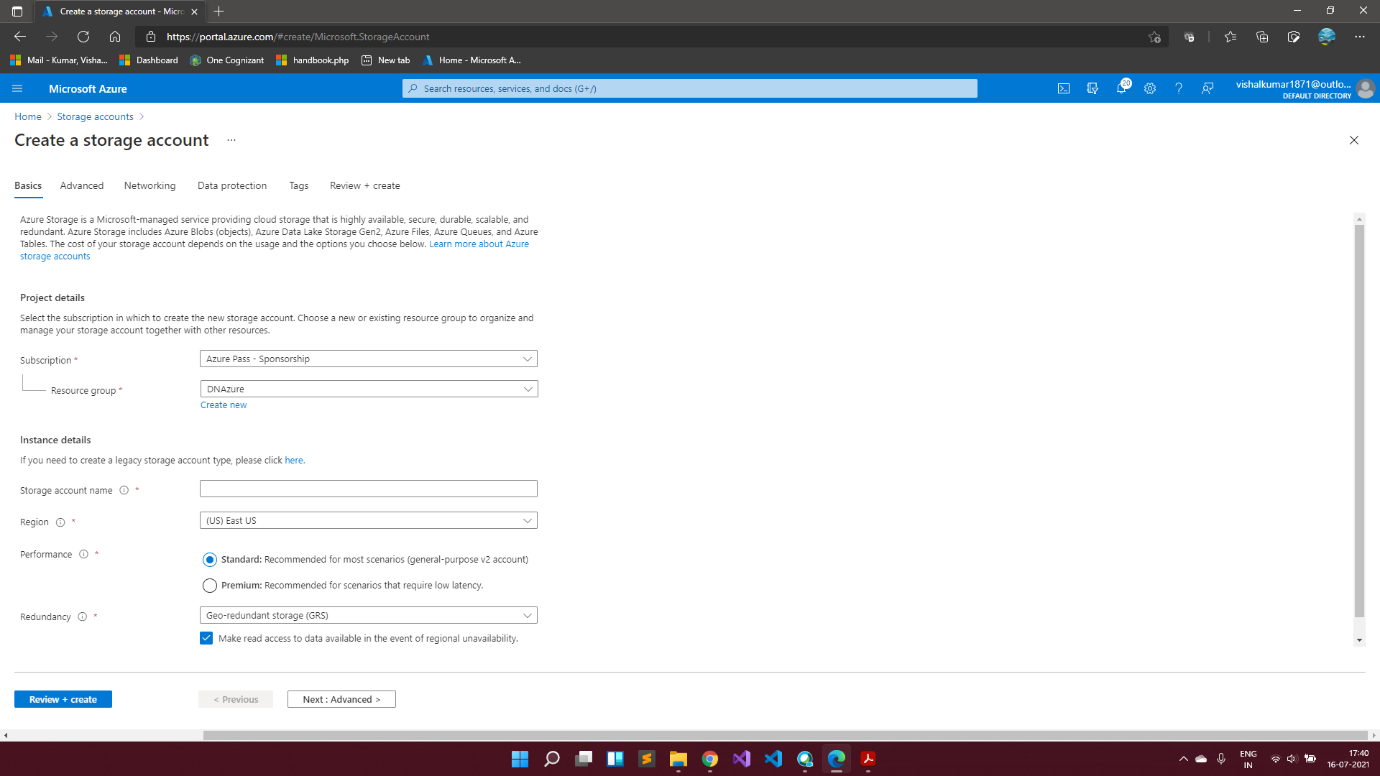 Create a storage account - Micro
https://portal.azure.com/#create/Microsoft.StorageAccount
Mail - Kumar, Visha...
Dashboard
One Cognizant
handbook.php
New tab
Home - Microsoft A...
Microsoft Azure
Search resources, services, and docs (G+/)
20
vishalkumar1871@outlo...
DEFAULT DIRECTORY
Home > Storage accounts >
Create a storage account ...
Basics
Advanced
Networking
Data protection
Tags
Review + create
Azure Storage is a Microsoft-managed service providing cloud storage that is highly available, secure, durable, scalable, and
redundant. Azure Storage includes Azure Blobs (objects), Azure Data Lake Storage Gen2, Azure Files, Azure Queues, and Azure
Tables. The cost of your storage account depends on the usage and the options you choose below. Learn more about Azure
storage accounts
Project details
Select the subscription in which to create the new storage account. Choose a new or existing resource group to organize and
manage your storage account together with other resources.
Subscription *
Azure Pass - Sponsorship
Resource group *
DNAzure
Create new
Instance details
If you need to create a legacy storage account type, please click here.
Storage account name *
Region *
(US) East US
Performance *
Standard: Recommended for most scenarios (general-purpose v2 account)
Premium: Recommended for scenarios that require low latency.
Redundancy *
Geo-redundant storage (GRS)
Make read access to data available in the event of regional unavailability.
Review + create
< Previous
Next : Advanced >
ENG
IN
17:40
16-07-2021